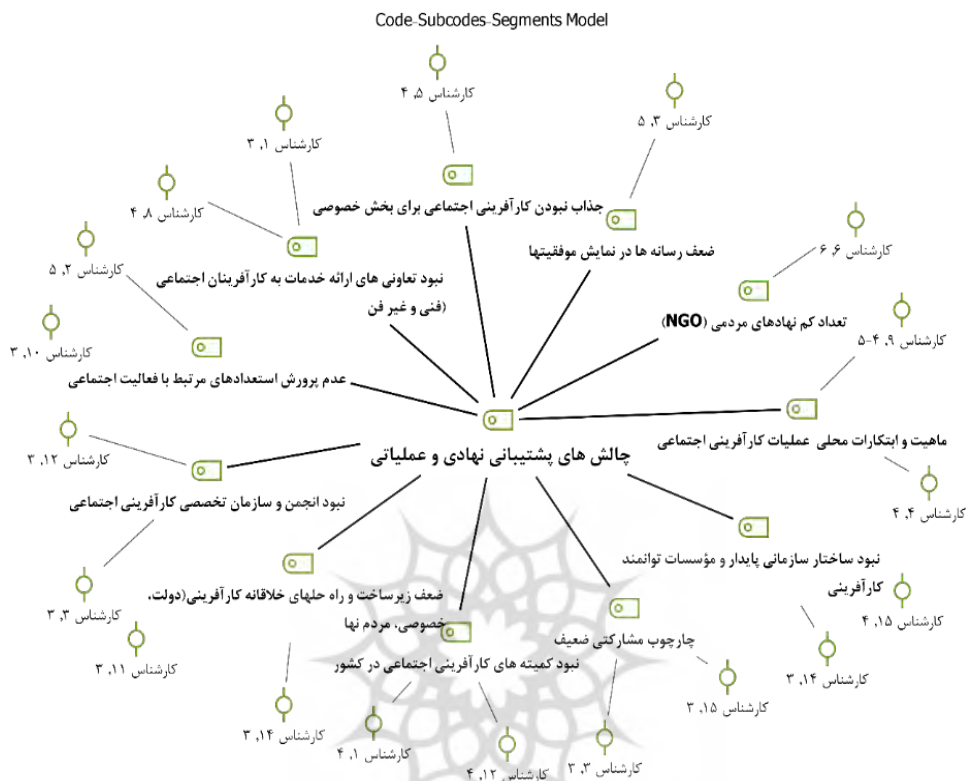 Code-Subcodes-Segments Model
کارشناس ۵, ۴
کارشناس ۳, ۵
کارشناس ۱, ۳
کارشناس ۸, ۴
جذاب نبودن کارآفرینی اجتماعی برای بخش خصوصی
کارشناس ۶, ۶
ضعف رسانه ها در نمایش موفقیتها
کارشناس ۲, ۵
نبود تعاونی های ارائه خدمات به کارآفرینان اجتماعی
(فنی و غیر فن
تعداد کم نهادهای مردمی (NGO)
کارشناس ۹, ۴-۵
کارشناس ۱۰, ۳
عدم پرورش استعدادهای مرتبط با فعالیت اجتماعی
ماهیت و ابتکارات محلی عملیات کارآفرینی اجتماعی
چالش های پشتیبانی نهادی و عملیاتی
کارشناس ۱۲, ۳
نبود انجمن و سازمان تخصصی کارآفرینی اجتماعی
کارشناس ۴, ۴
نبود ساختار سازمانی پایدار و مؤسسات توانمند
کارآفرینی
ضعف زیرساخت و راه حلهای خلاقانه کارآفرینی(دولت،
خصوصی، مردم نها
کارشناس ۳, ۳
کارشناس ۱۵, ۴
چارچوب مشارکتی ضعیف
نبود کمیته های کارآفرینی اجتماعی در کشور
کارشناس ۱۱, ۳
کارشناس ۱۴, ۳
کارشناس ۱۵, ۳
کارشناس ۱۴, ۳
کارشناس ۱, ۴
کارشناس ۱۲, ۴
کارشناس ۳, ۳